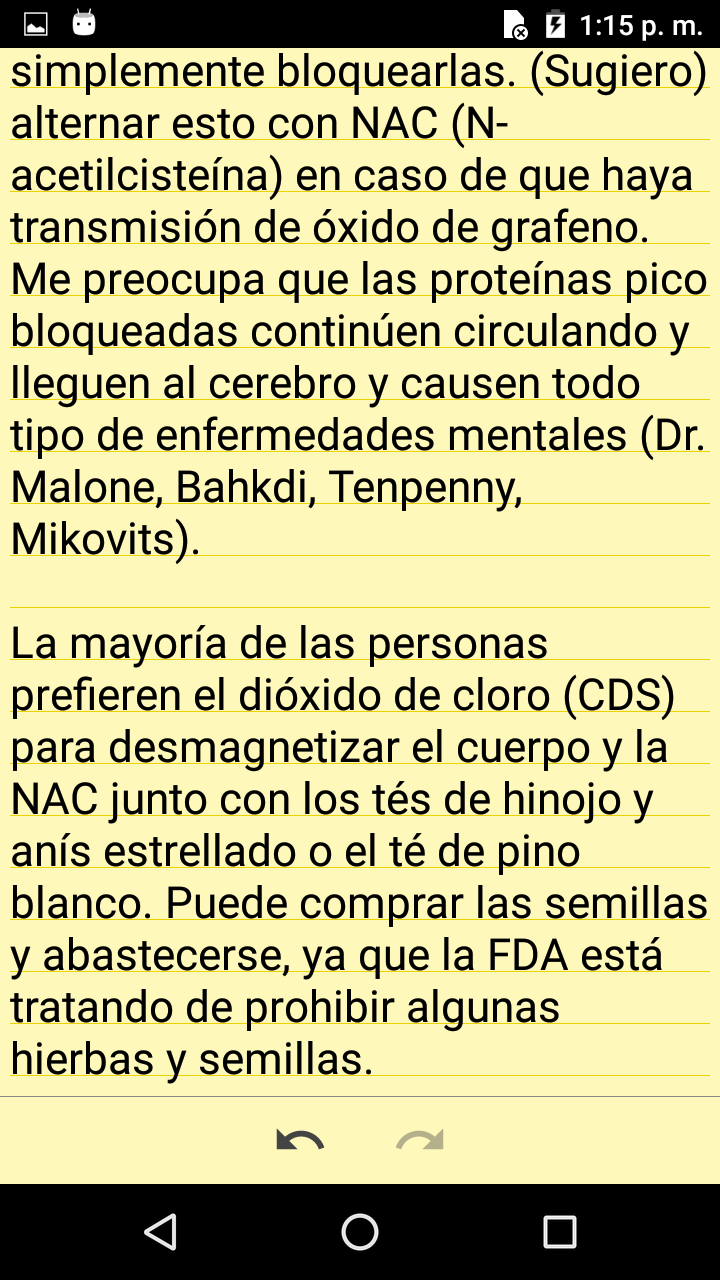 1:15 p. m.
simplemente bloquearlas. (Sugiero)
alternar esto con NAC (N-
acetilcisteína) en caso de que haya
transmisión de óxido de grafeno.
Me preocupa que las proteínas pico
bloqueadas continúen circulando y
lleguen al cerebro y causen todo
tipo de enfermedades mentales (Dr.
Malone, Bahkdi, Tenpenny,
Mikovits).
La mayoría de las personas
prefieren el dióxido de cloro (CDS)
para desmagnetizar el cuerpo y la
NAC junto con los tés de hinojo y
anís estrellado o el té de pino
blanco. Puede comprar las semillas
y abastecerse, ya que la FDA está
tratando de prohibir algunas
hierbas y semillas.